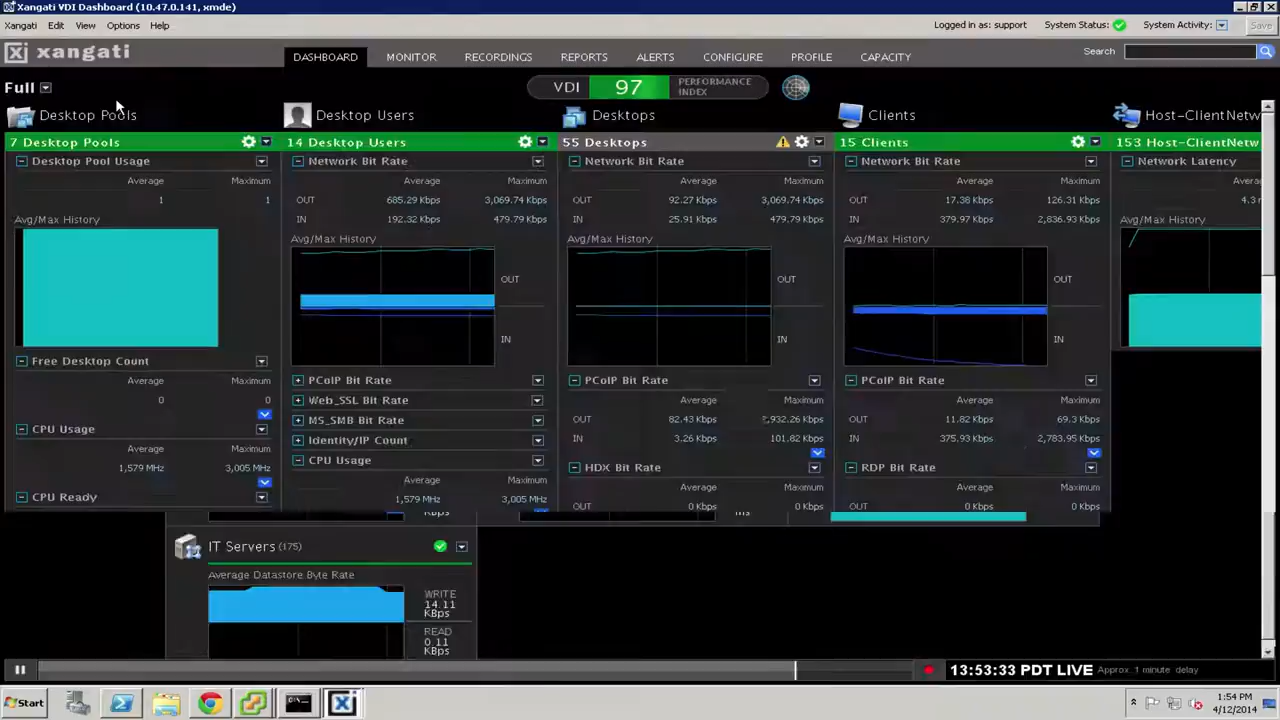 Xangati VDI Dashboard (10.47.0.141, xmde)
Xangati Edit View Options Help Logged in as: support System Status: System Activity: Save
xangati DASHBOARD MONITOR RECORDINGS REPORTS ALERTS CONFIGURE PROFILE CAPACITY Search
Full VDI 97 PERFORMANCE INDEX
Desktop Pools Desktop Users Desktops Clients Host-ClientNetw
7 Desktop Pools 14 Desktop Users 55 Desktops 15 Clients 153 Host-ClientNetw
Desktop Pool Usage Network Bit Rate Network Bit Rate Network Bit Rate Network Latency
Average Maximum Average Maximum Average Maximum Average Maximum Avera
1 1 OUT 685.29 Kbps 3,069.74 Kbps OUT 92.27 Kbps 3,069.74 Kbps OUT 17.38 Kbps 126.31 Kbps 4.3
Avg/Max History IN 192.32 Kbps 479.79 Kbps IN 25.91 Kbps 479.79 Kbps IN 379.97 Kbps 2,836.93 Kbps Avg/Max History
Avg/Max History Avg/Max History Avg/Max History
OUT OUT OUT
IN IN IN
Free Desktop Count PCoIP Bit Rate PCoIP Bit Rate PCoIP Bit Rate
Average Maximum Web_SSL Bit Rate Average Maximum Average Maximum
0 0 MS_SMB Bit Rate OUT 82.43 Kbps ,932.26 Kbps OUT 11.82 Kbps 69.3 Kbps
CPU Usage Identity/IP Count IN 3.26 Kbps 101.82 Kbps IN 375.93 Kbps 2,783.95 Kbps
Average Maximum CPU Usage HDX Bit Rate RDP Bit Rate
1,579 MHz 3,005 MHz Average Maximum Average Maximum Average Maximum
CPU Ready 1,579 MHz 3,005 MHz OUT 0 Kbps 0 Kbps OUT 0 Kbps 0 Kbps
KBps ms
IT Servers (175)
Average Datastore Byte Rate
WRITE
14.11
KBps
READ
0.11
KBps
13:53:33 PDT LIVE Approx. 1 minute delay
Start 1:54 PM
4/12/2014